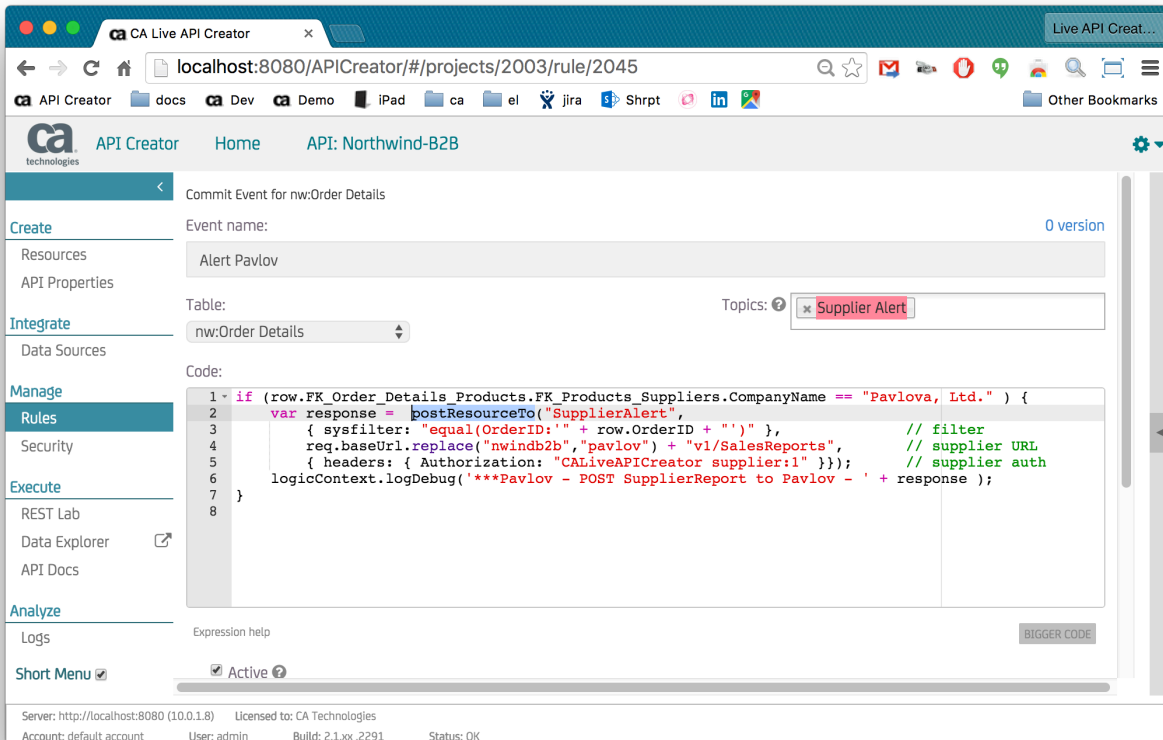 CA Live API Creator
Live API Creat...
localhost:8080/APICreator/#/projects/2003/rule/2045
API Creator docs Dev Demo iPad ca el jira Shrpt Other Bookmarks
ca technologies
API Creator Home API: Northwind-B2B
Commit Event for nw:Order Details
Create
Event name:
0 version
Resources
Alert Pavlov
API Properties
Table:
Topics:
Supplier Alert
Integrate
nw:Order Details
Data Sources
Code:
Manage
Rules
Security
1 if (row.FK_Order_Details_Products.FK_Products_Suppliers.CompanyName == "Pavlova, Ltd." ) {
2 var response = postResourceTo("SupplierAlert",
3 { sysfilter: "equal(OrderID:'" + row.OrderID + "')" }, // filter
4 req.baseUrl.replace("nwindb2b","pavlov") + "v1/SalesReports", // supplier URL
5 { headers: { Authorization: "CALiveAPICreator supplier:1" }}); // supplier auth
6 logicContext.logDebug('***Pavlov - POST SupplierReport to Pavlov - ' + response );
7 }
8
Execute
REST Lab
Data Explorer
API Docs
Analyze
Logs
Expression help
BIGGER CODE
Short Menu
Active
Server: http://localhost:8080 (10.0.1.8) Licensed to: CA Technologies
Account: default account User: admin Build: 2.1.xx .2291 Status: OK